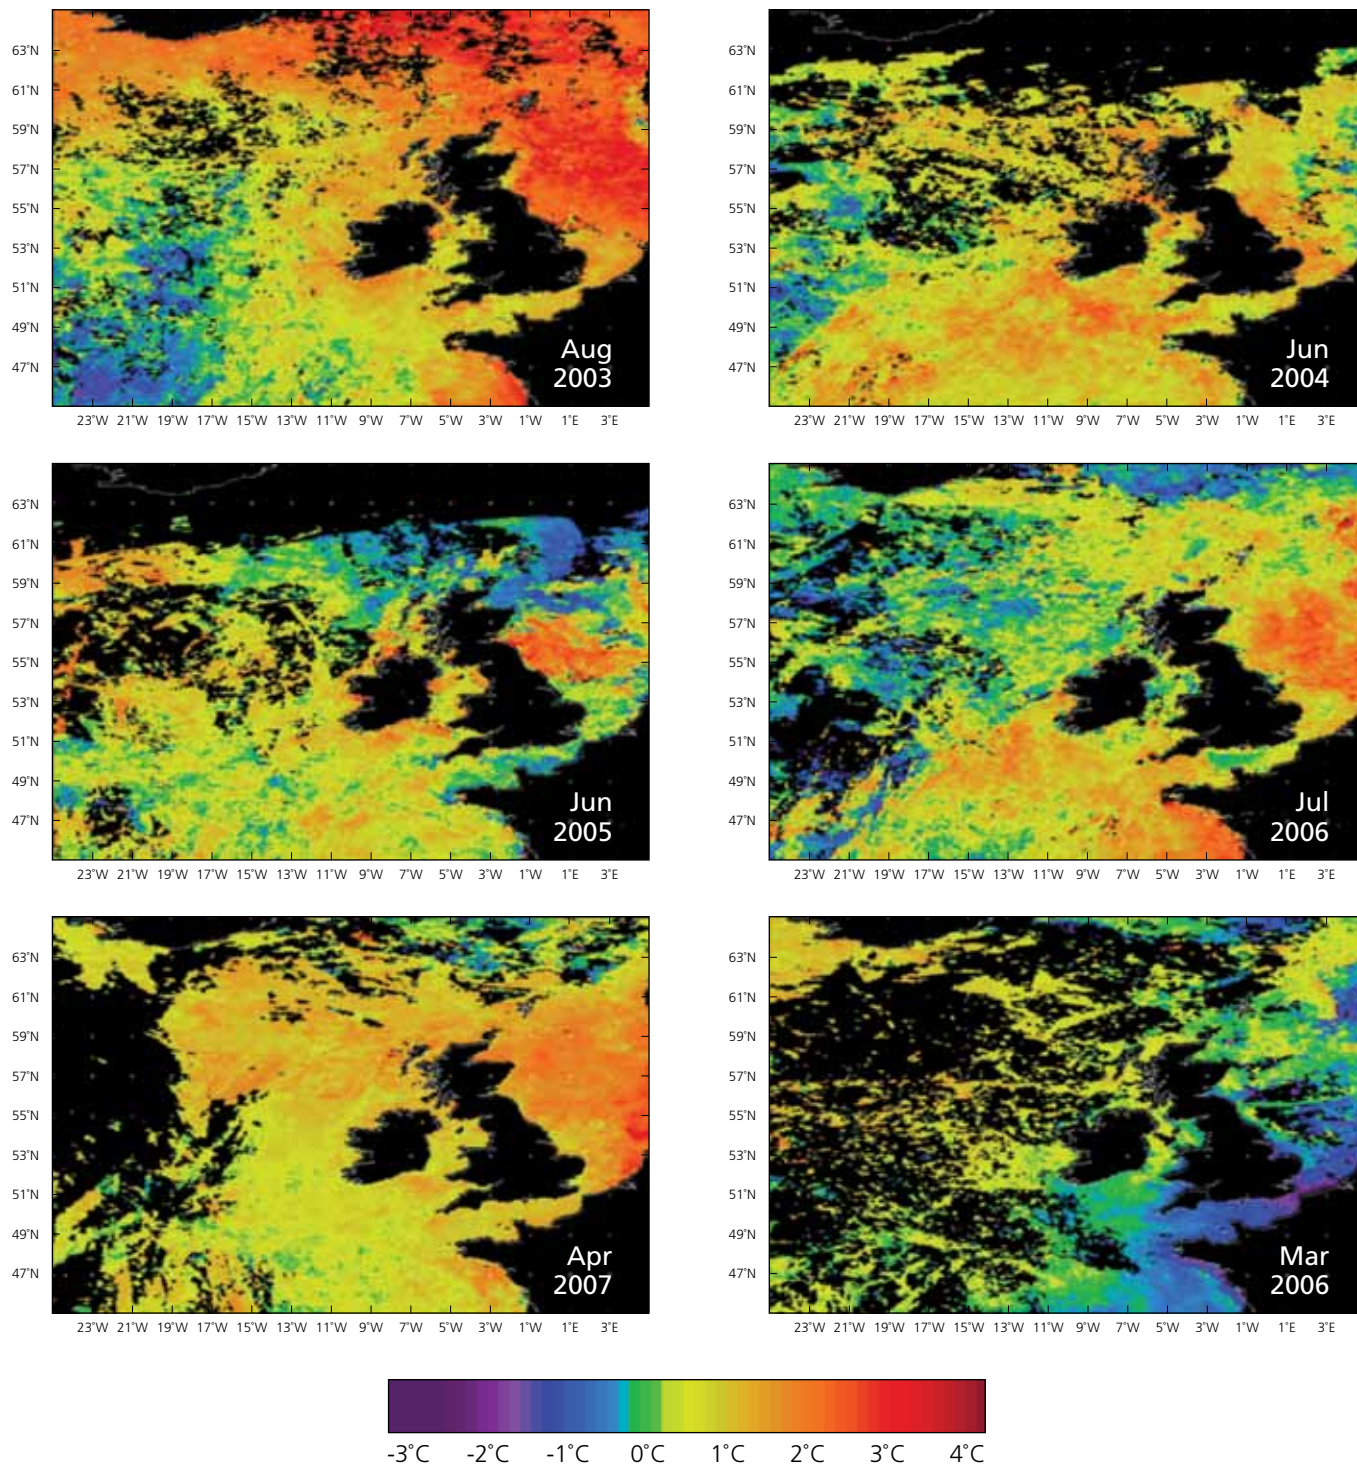 63°N 63°N
61°N 61°N
59°N 59°N
57°N 57°N
55°N 55°N
53°N 53°N
51°N 51°N
49°N 49°N
47°N 47°N
Aug
2003
Jun
2004
23°W 21°W 19°W 17°W 15°W 13°W 11°W 9°W 7°W 5°W 3°W 1°W 1°E 3°E
23°W 21°W 19°W 17°W 15°W 13°W 11°W 9°W 7°W 5°W 3°W 1°W 1°E 3°E
63°N 63°N
61°N 61°N
59°N 59°N
57°N 57°N
55°N 55°N
53°N 53°N
51°N 51°N
49°N 49°N
47°N 47°N
Jun
2005
Jul
2006
23°W 21°W 19°W 17°W 15°W 13°W 11°W 9°W 7°W 5°W 3°W 1°W 1°E 3°E
23°W 21°W 19°W 17°W 15°W 13°W 11°W 9°W 7°W 5°W 3°W 1°W 1°E 3°E
63°N 63°N
61°N 61°N
59°N 59°N
57°N 57°N
55°N 55°N
53°N 53°N
51°N 51°N
49°N 49°N
47°N 47°N
Apr
2007
Mar
2006
23°W 21°W 19°W 17°W 15°W 13°W 11°W 9°W 7°W 5°W 3°W 1°W 1°E 3°E
23°W 21°W 19°W 17°W 15°W 13°W 11°W 9°W 7°W 5°W 3°W 1°W 1°E 3°E
-3°C -2°C -1°C 0°C 1°C 2°C 3°C 4°C